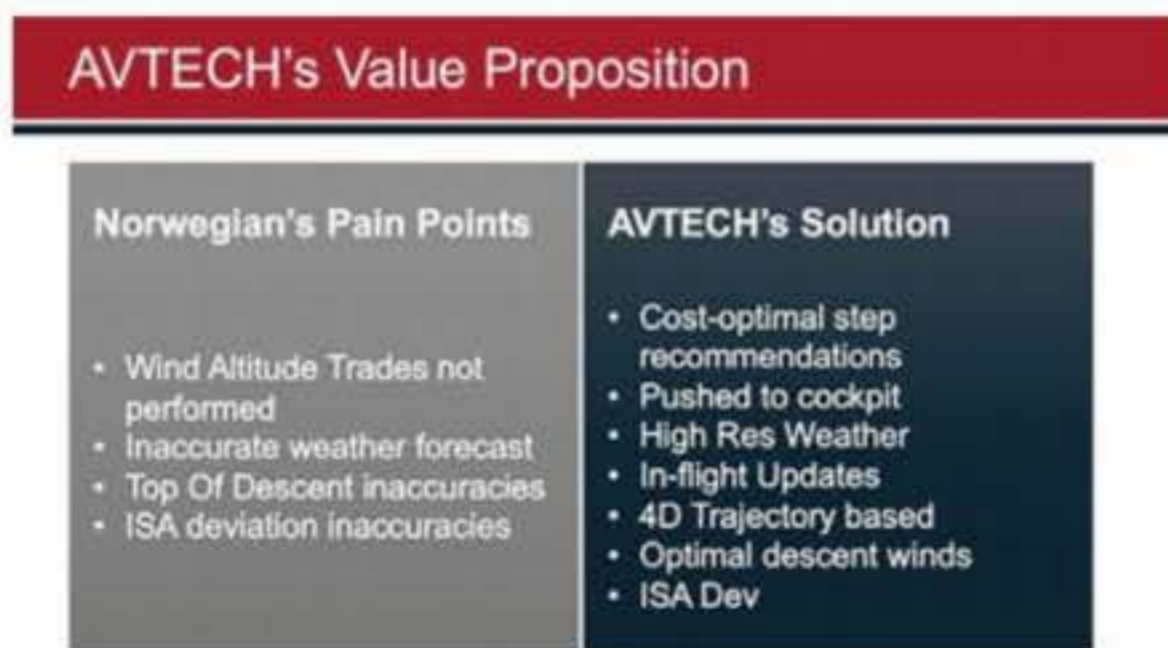 AVTECH's Value Proposition
Norwegian's Pain Points
• Wind Altitude Trades not
performed
• Inaccurate weather forecast
• Top Of Descent inaccuracies
• ISA deviation inaccuracies
AVTECH's Solution
• Cost-optimal step
recommendations
• Pushed to cockpit
• High Res Weather
• In-flight Updates
• 4D Trajectory based
• Optimal descent winds
• ISA Dev